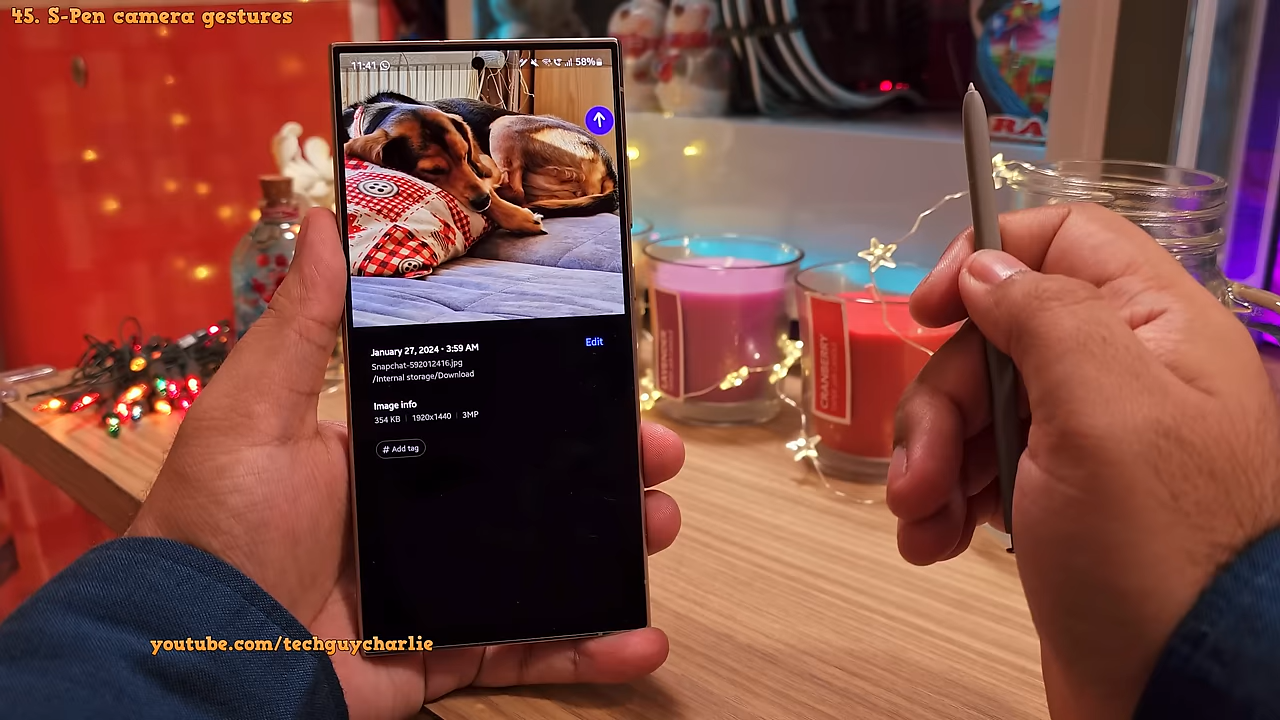 45. S-Pen camera gestures
11:41
58%
January 27, 2024 • 3:59 AM
Edit
Snapchat-592012416.jpg
/Internal storage/Download
Image info
354 KB | 1920x1440 | 3MP
# Add tag
RA
CRANBERRY
youtube.com/techguycharlie